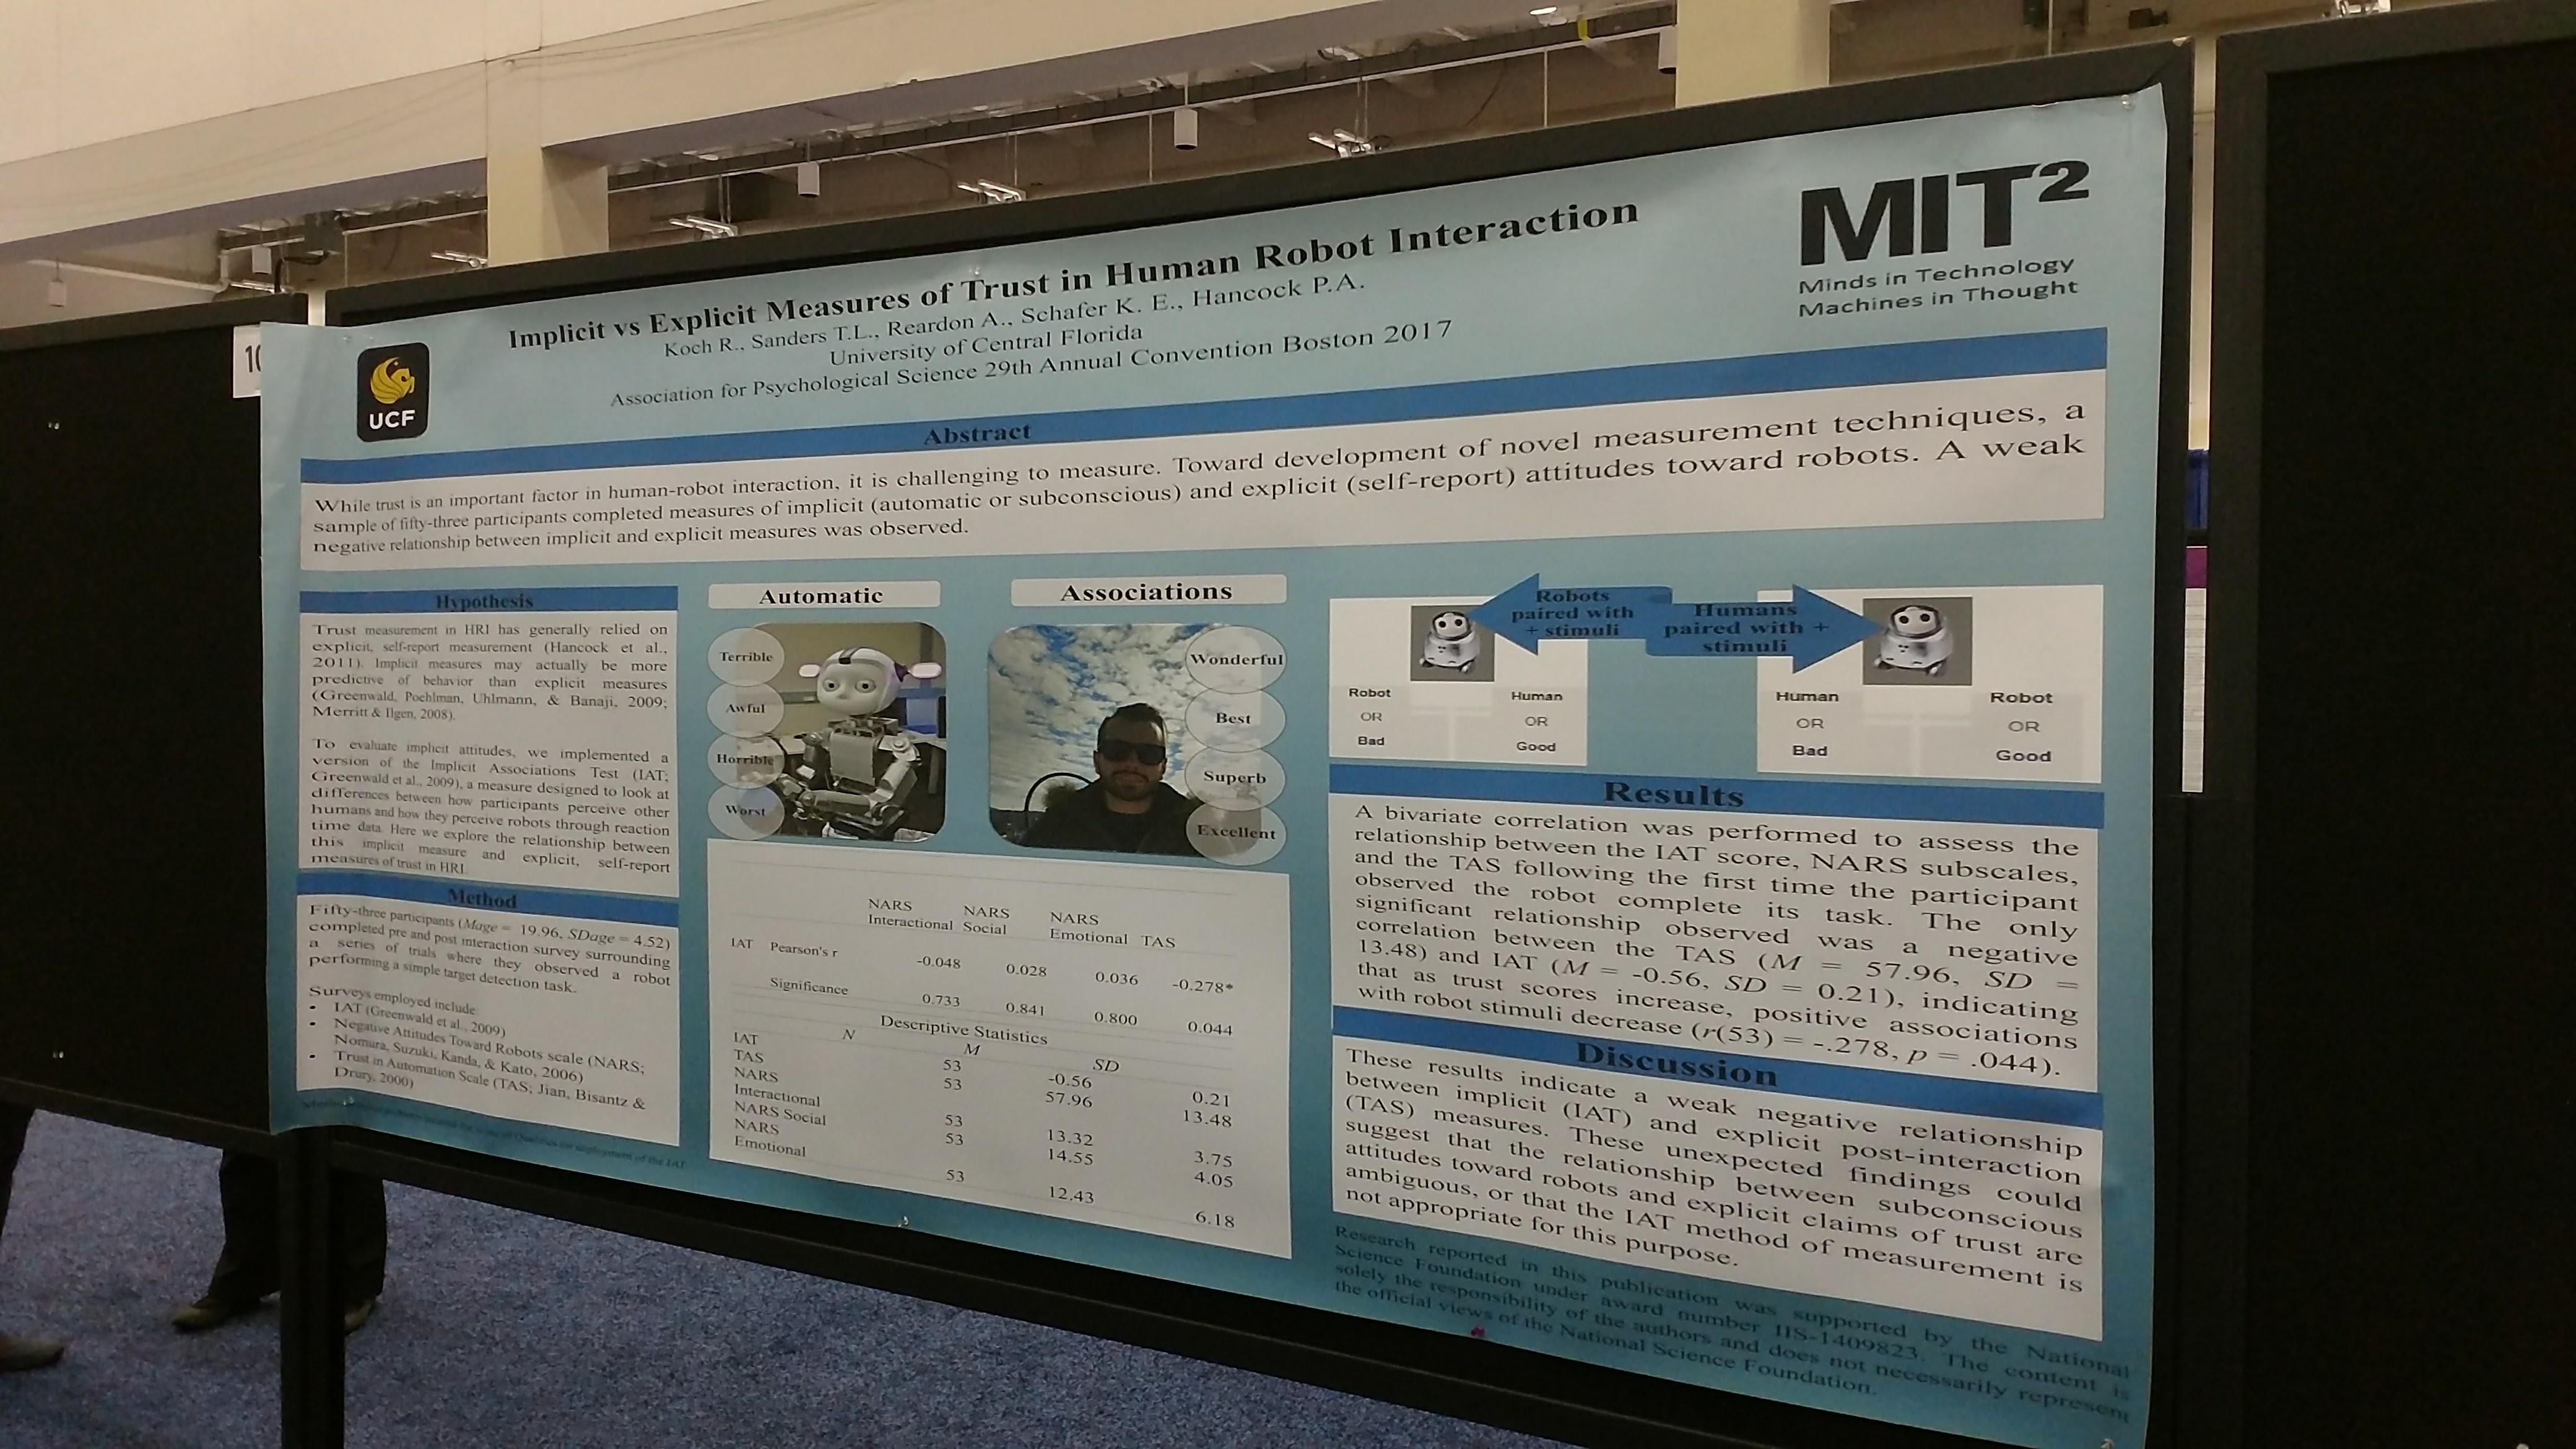 10
UCF
Implicit vs Explicit Measures of Trust in Human Robot Interaction
Koch R., Sanders T.L., Reardon A., Schafer K. E., Hancock P.A.
University of Central Florida
Association for Psychological Science 29th Annual Convention Boston 2017
MIT²
Minds in Technology
Machines in Thought
Abstract
While trust is an important factor in human-robot interaction, it is challenging to measure. Toward development of novel measurement techniques, a
sample of fifty-three participants completed measures of implicit (automatic or subconscious) and explicit (self-report) attitudes toward robots. A weak
negative relationship between implicit and explicit measures was observed.
Hypothesis
Trust measurement in HRI has generally relied on
explicit, self-report measurement (Hancock et al.,
2011). Implicit measures may actually be more
predictive of behavior than explicit measures
(Greenwald, Poehlman, Uhlmann, & Banaji, 2009;
Merritt & Ilgen, 2008).
To evaluate implicit attitudes, we implemented a
version of the Implicit Associations Test (IAT;
Greenwald et al., 2009), a measure designed to look at
differences between how participants perceive other
humans and how they perceive robots through reaction
time data. Here we explore the relationship between
this implicit measure and explicit, self-report
measures of trust in HRI.
Method
Fifty-three participants (Mage = 19.96, SDage = 4.52)
completed pre and post interaction survey surrounding
a series of trials where they observed a robot
performing a simple target detection task.
Surveys employed include:
• IAT (Greenwald et al., 2009)
• Negative Attitudes Toward Robots scale (NARS;
Nomura, Suzuki, Kanda, & Kato, 2006)
• Trust in Automation Scale (TAS; Jian, Bisantz &
Drury, 2000)
deployment of the IAT
Automatic
Terrible
Awful
Horrible
Worst
Associations
Wonderful
Best
Superb
Excellent
NARS Interactional NARS Social NARS Emotional TAS
IAT Pearson's r -0.048 0.028 0.036 -0.278*
Significance 0.733 0.841 0.800 0.044
Descriptive Statistics
N M SD
IAT 53 -0.56 0.21
TAS 53 57.96 13.48
NARS
Interactional 53 13.32 3.75
NARS Social 53 14.55 4.05
NARS
Emotional 53 12.43 6.18
Robots
paired with
+ stimuli
Humans
paired with +
stimuli
Robot
OR
Bad
Human
OR
Good
Human
OR
Bad
Robot
OR
Good
Results
A bivariate correlation was performed to assess the
relationship between the IAT score, NARS subscales,
and the TAS following the first time the participant
observed the robot complete its task. The only
significant relationship observed was a negative
correlation between the TAS (M = 57.96, SD =
13.48) and IAT (M = -0.56, SD = 0.21), indicating
that as trust scores increase, positive associations
with robot stimuli decrease (r(53) = -.278, p = .044).
Discussion
These results indicate a weak negative relationship
between implicit (IAT) and explicit post-interaction
(TAS) measures. These unexpected findings could
suggest that the relationship between subconscious
attitudes toward robots and explicit claims of trust are
ambiguous, or that the IAT method of measurement is
not appropriate for this purpose.
Research reported in this publication was supported by the National
Science Foundation under award number IIS-1409823. The content is
solely the responsibility of the authors and does not necessarily represent
the official views of the National Science Foundation.